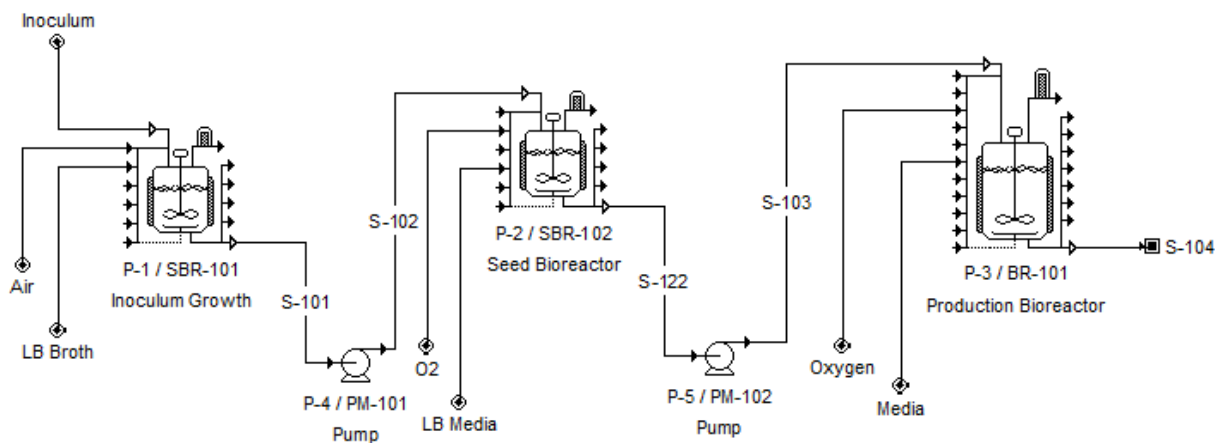 Inoculum
Air
LB Broth
P-1 / SBR-101
Inoculum Growth
S-101
P-4 / PM-101
Pump
S-102
O2
LB Media
P-2 / SBR-102
Seed Bioreactor
S-122
P-5 / PM-102
Pump
S-103
Oxygen
Media
P-3 / BR-101
Production Bioreactor
S-104